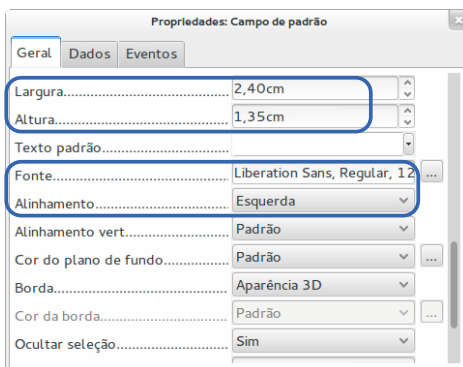 Propriedades: Campo de padrão
Geral Dados Eventos
Largura 2,40cm
Altura 1,35cm
Texto padrão
Fonte Liberation Sans, Regular, 12 ...
Alinhamento Esquerda
Alinhamento vert. Padrão
Cor do plano de fundo Padrão ...
Borda Aparência 3D
Cor da borda Padrão ...
Ocultar seleção Sim